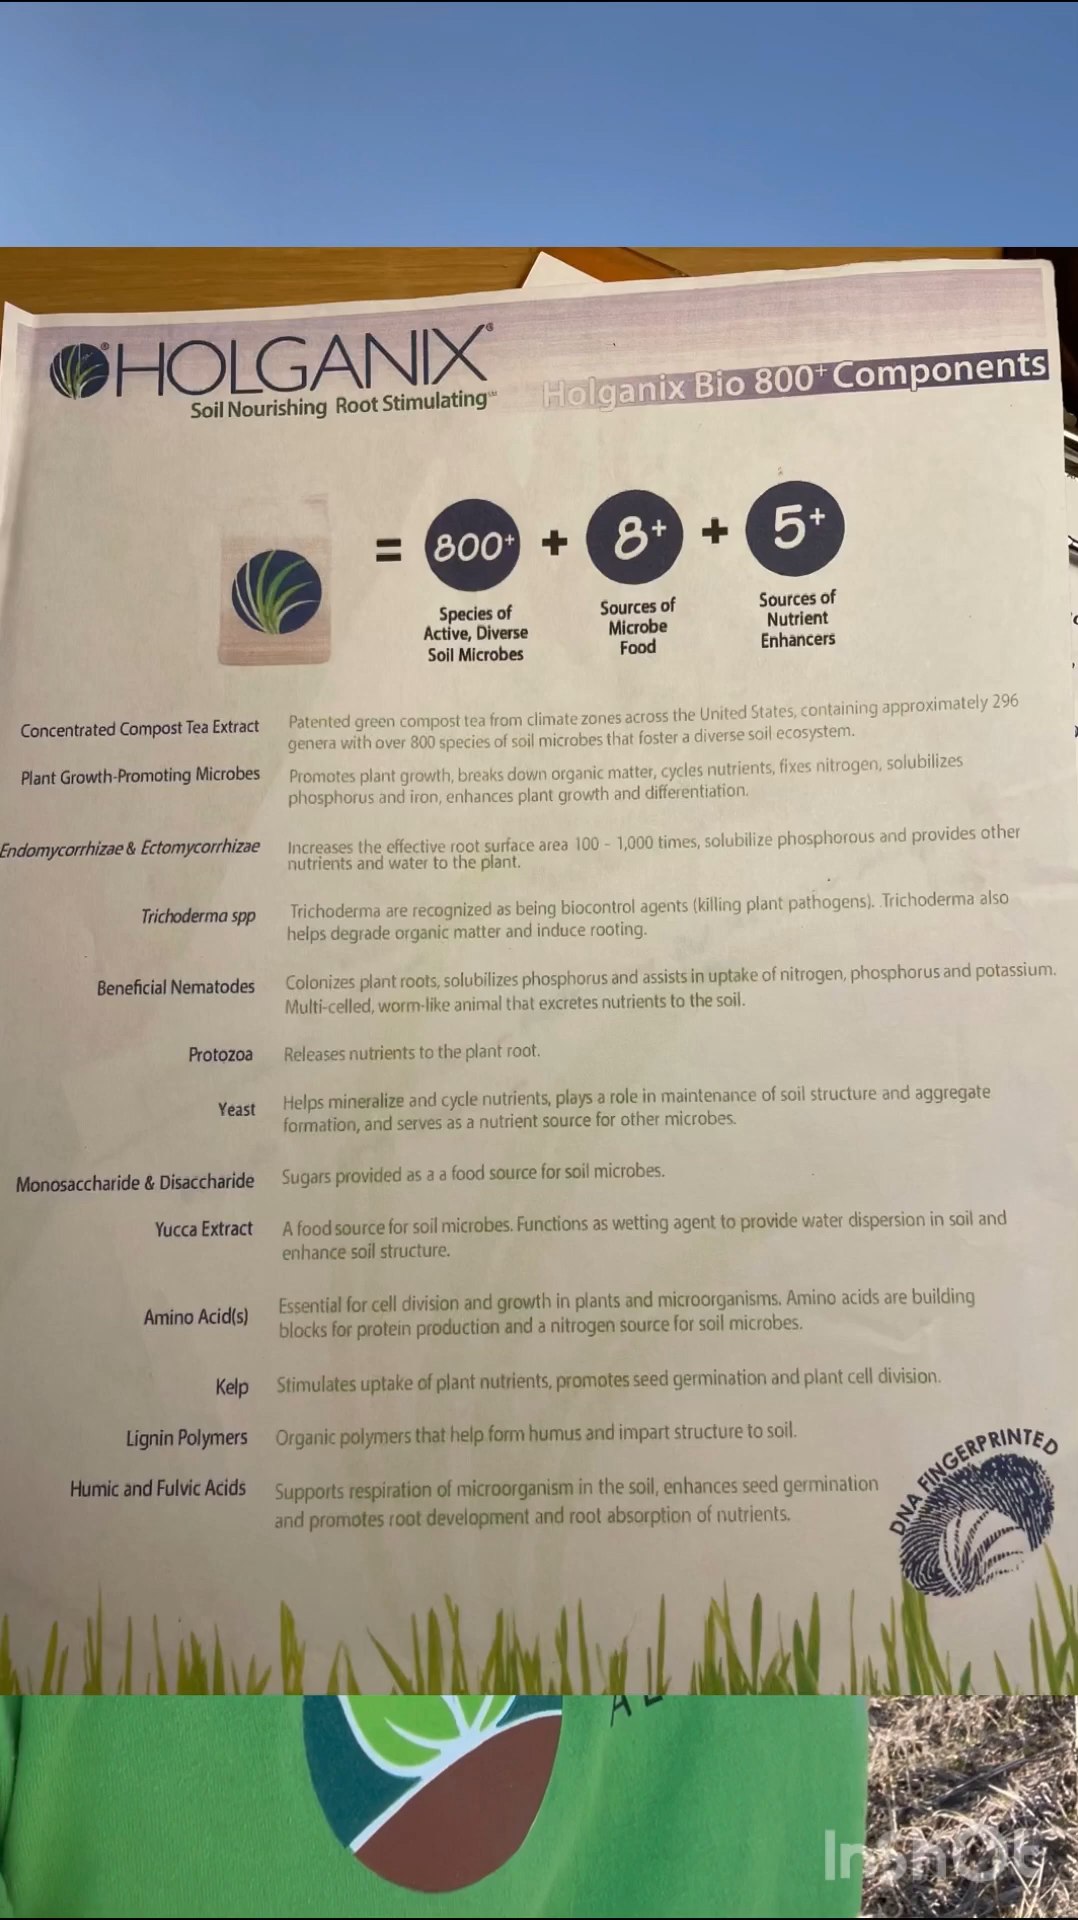 HOLGANIX®
Soil Nourishing Root Stimulating℠
Holganix Bio 800+ Components
= 800+ + 8+ + 5+
Species of
Active, Diverse
Soil Microbes
Sources of
Microbe
Food
Sources of
Nutrient
Enhancers
Concentrated Compost Tea Extract
Patented green compost tea from climate zones across the United States, containing approximately 296
genera with over 800 species of soil microbes that foster a diverse soil ecosystem.
Plant Growth-Promoting Microbes
Promotes plant growth, breaks down organic matter, cycles nutrients, fixes nitrogen, solubilizes
phosphorus and iron, enhances plant growth and differentiation.
Endomycorrhizae & Ectomycorrhizae
Increases the effective root surface area 100 - 1,000 times, solubilize phosphorous and provides other
nutrients and water to the plant.
Trichoderma spp
Trichoderma are recognized as being biocontrol agents (killing plant pathogens). Trichoderma also
helps degrade organic matter and induce rooting.
Beneficial Nematodes
Colonizes plant roots, solubilizes phosphorus and assists in uptake of nitrogen, phosphorus and potassium.
Multi-celled, worm-like animal that excretes nutrients to the soil.
Protozoa
Releases nutrients to the plant root.
Yeast
Helps mineralize and cycle nutrients, plays a role in maintenance of soil structure and aggregate
formation, and serves as a nutrient source for other microbes.
Monosaccharide & Disaccharide
Sugars provided as a a food source for soil microbes.
Yucca Extract
A food source for soil microbes. Functions as wetting agent to provide water dispersion in soil and
enhance soil structure.
Amino Acid(s)
Essential for cell division and growth in plants and microorganisms. Amino acids are building
blocks for protein production and a nitrogen source for soil microbes.
Kelp
Stimulates uptake of plant nutrients, promotes seed germination and plant cell division.
Lignin Polymers
Organic polymers that help form humus and impart structure to soil.
Humic and Fulvic Acids
Supports respiration of microorganism in the soil, enhances seed germination
and promotes root development and root absorption of nutrients.
DNA FINGERPRINTED